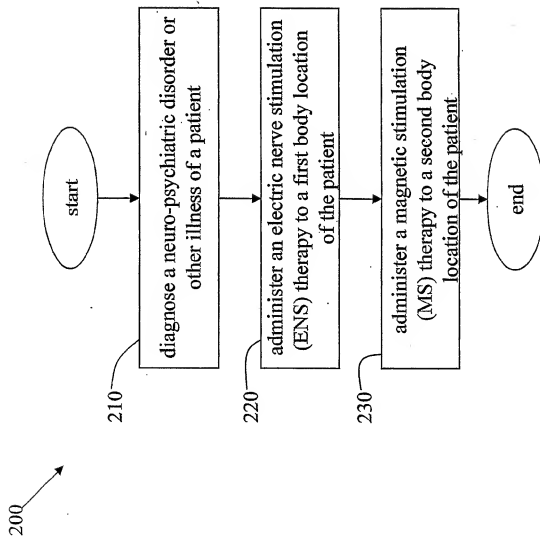 200
start
210
diagnose a neuro-psychiatric disorder or
other illness of a patient
220
administer an electric nerve stimulation
(ENS) therapy to a first body location
of the patient
230
administer a magnetic stimulation
(MS) therapy to a second body
location of the patient
end